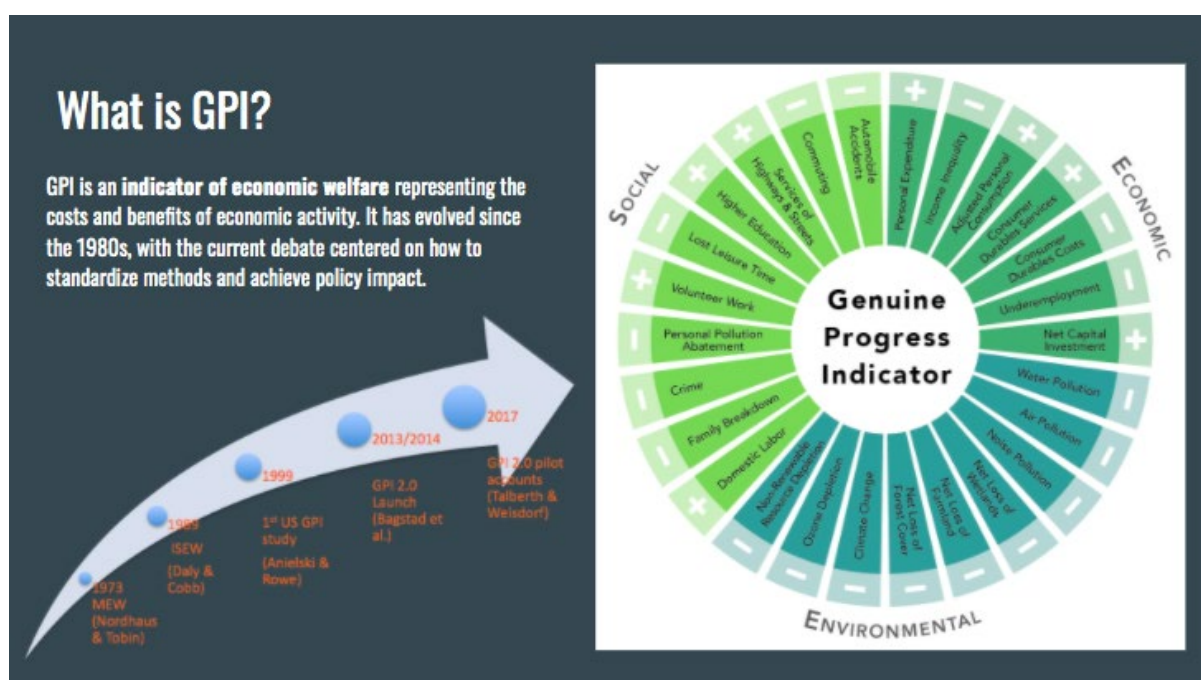 What is GPI?
GPI is an indicator of economic welfare representing the
costs and benefits of economic activity. It has evolved since
the 1980s, with the current debate centered on how to
standardize methods and achieve policy impact.
1973
MEW
(Nordhaus
& Tobin)
1989
ISEW
(Daly &
Cobb)
1999
1st US GPI
study
(Anielski &
Rowe)
2013/2014
GPI 2.0
Launch
(Bagstad et
al.)
2017
GPI 2.0 pilot
accounts
(Talberth &
Weisdorf)
SOCIAL
ECONOMIC
ENVIRONMENTAL
Genuine
Progress
Indicator
Personal Expenditure
Income Inequality
Adjusted Personal
Consumption
Consumer
Durables Services
Consumer
Durables Costs
Underemployment
Net Capital
Investment
Water Pollution
Air Pollution
Noise Pollution
Net Loss of
Wetlands
Net Loss of
Farmland
Net Loss of
Forest Cover
Climate Change
Ozone Depletion
Non-Renewable
Resource Depletion
Domestic Labor
Family Breakdown
Crime
Personal Pollution
Abatement
Volunteer Work
Lost Leisure Time
Higher Education
Services of
Highways & Streets
Commuting
Automobile
Accidents